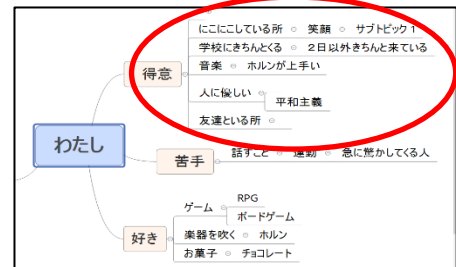 にこにこしている所 笑顔 サブトピック 1
学校にきちんとくる 2日以外きちんと来ている
音楽 ホルンが上手い
得意
人に優しい
平和主義
友達といる所
わたし
苦手 話すこと 運動 急に驚かしてくる人
ゲーム RPG
ボードゲーム
好き 楽器を吹く ホルン
お菓子 チョコレート